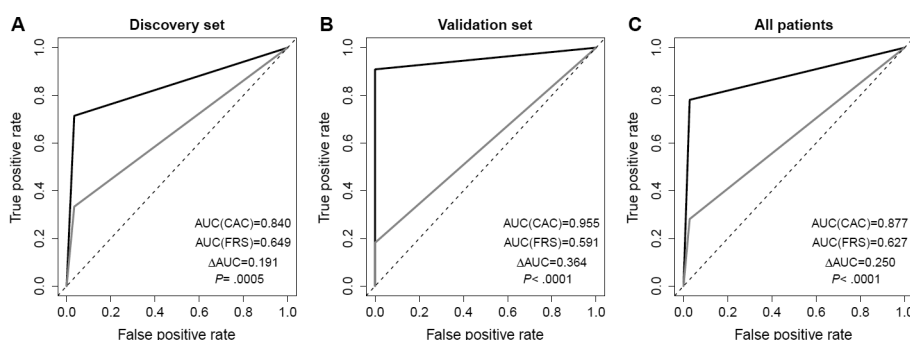 A Discovery set
True positive rate
1.0
0.8
0.6
0.4
0.2
0.0
AUC(CAC)=0.840
AUC(FRS)=0.649
ΔAUC=0.191
P= .0005
0.0 0.2 0.4 0.6 0.8 1.0
False positive rate
B Validation set
True positive rate
1.0
0.8
0.6
0.4
0.2
0.0
AUC(CAC)=0.955
AUC(FRS)=0.591
ΔAUC=0.364
P< .0001
0.0 0.2 0.4 0.6 0.8 1.0
False positive rate
C All patients
True positive rate
1.0
0.8
0.6
0.4
0.2
0.0
AUC(CAC)=0.877
AUC(FRS)=0.627
ΔAUC=0.250
P< .0001
0.0 0.2 0.4 0.6 0.8 1.0
False positive rate